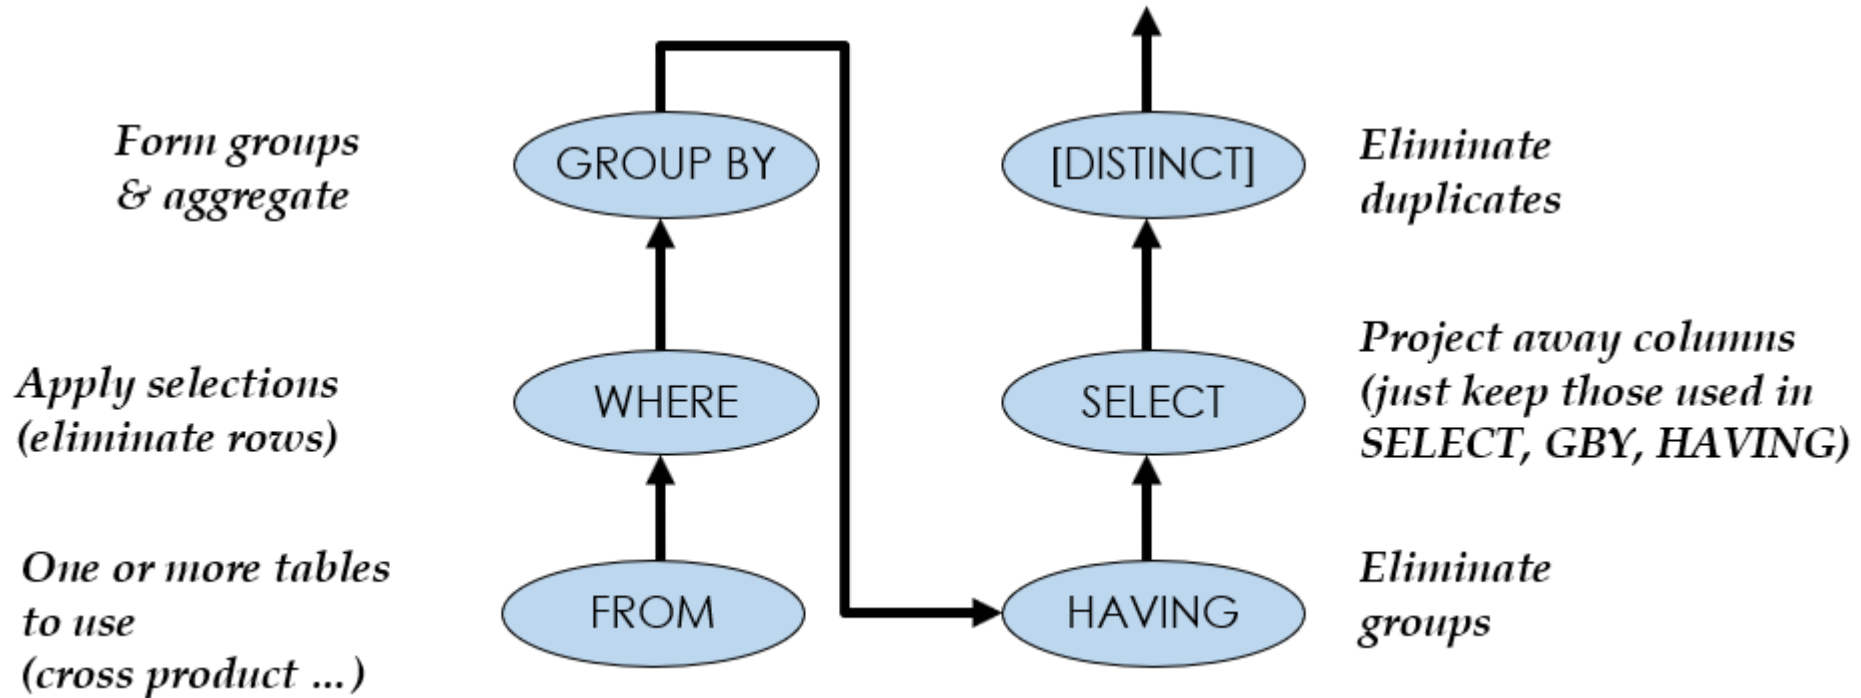 Form groups
& aggregate
GROUP BY
Apply selections
(eliminate rows)
WHERE
One or more tables
to use
(cross product ...)
FROM
[DISTINCT]
Eliminate
duplicates
SELECT
Project away columns
(just keep those used in
SELECT, GBY, HAVING)
HAVING
Eliminate
groups